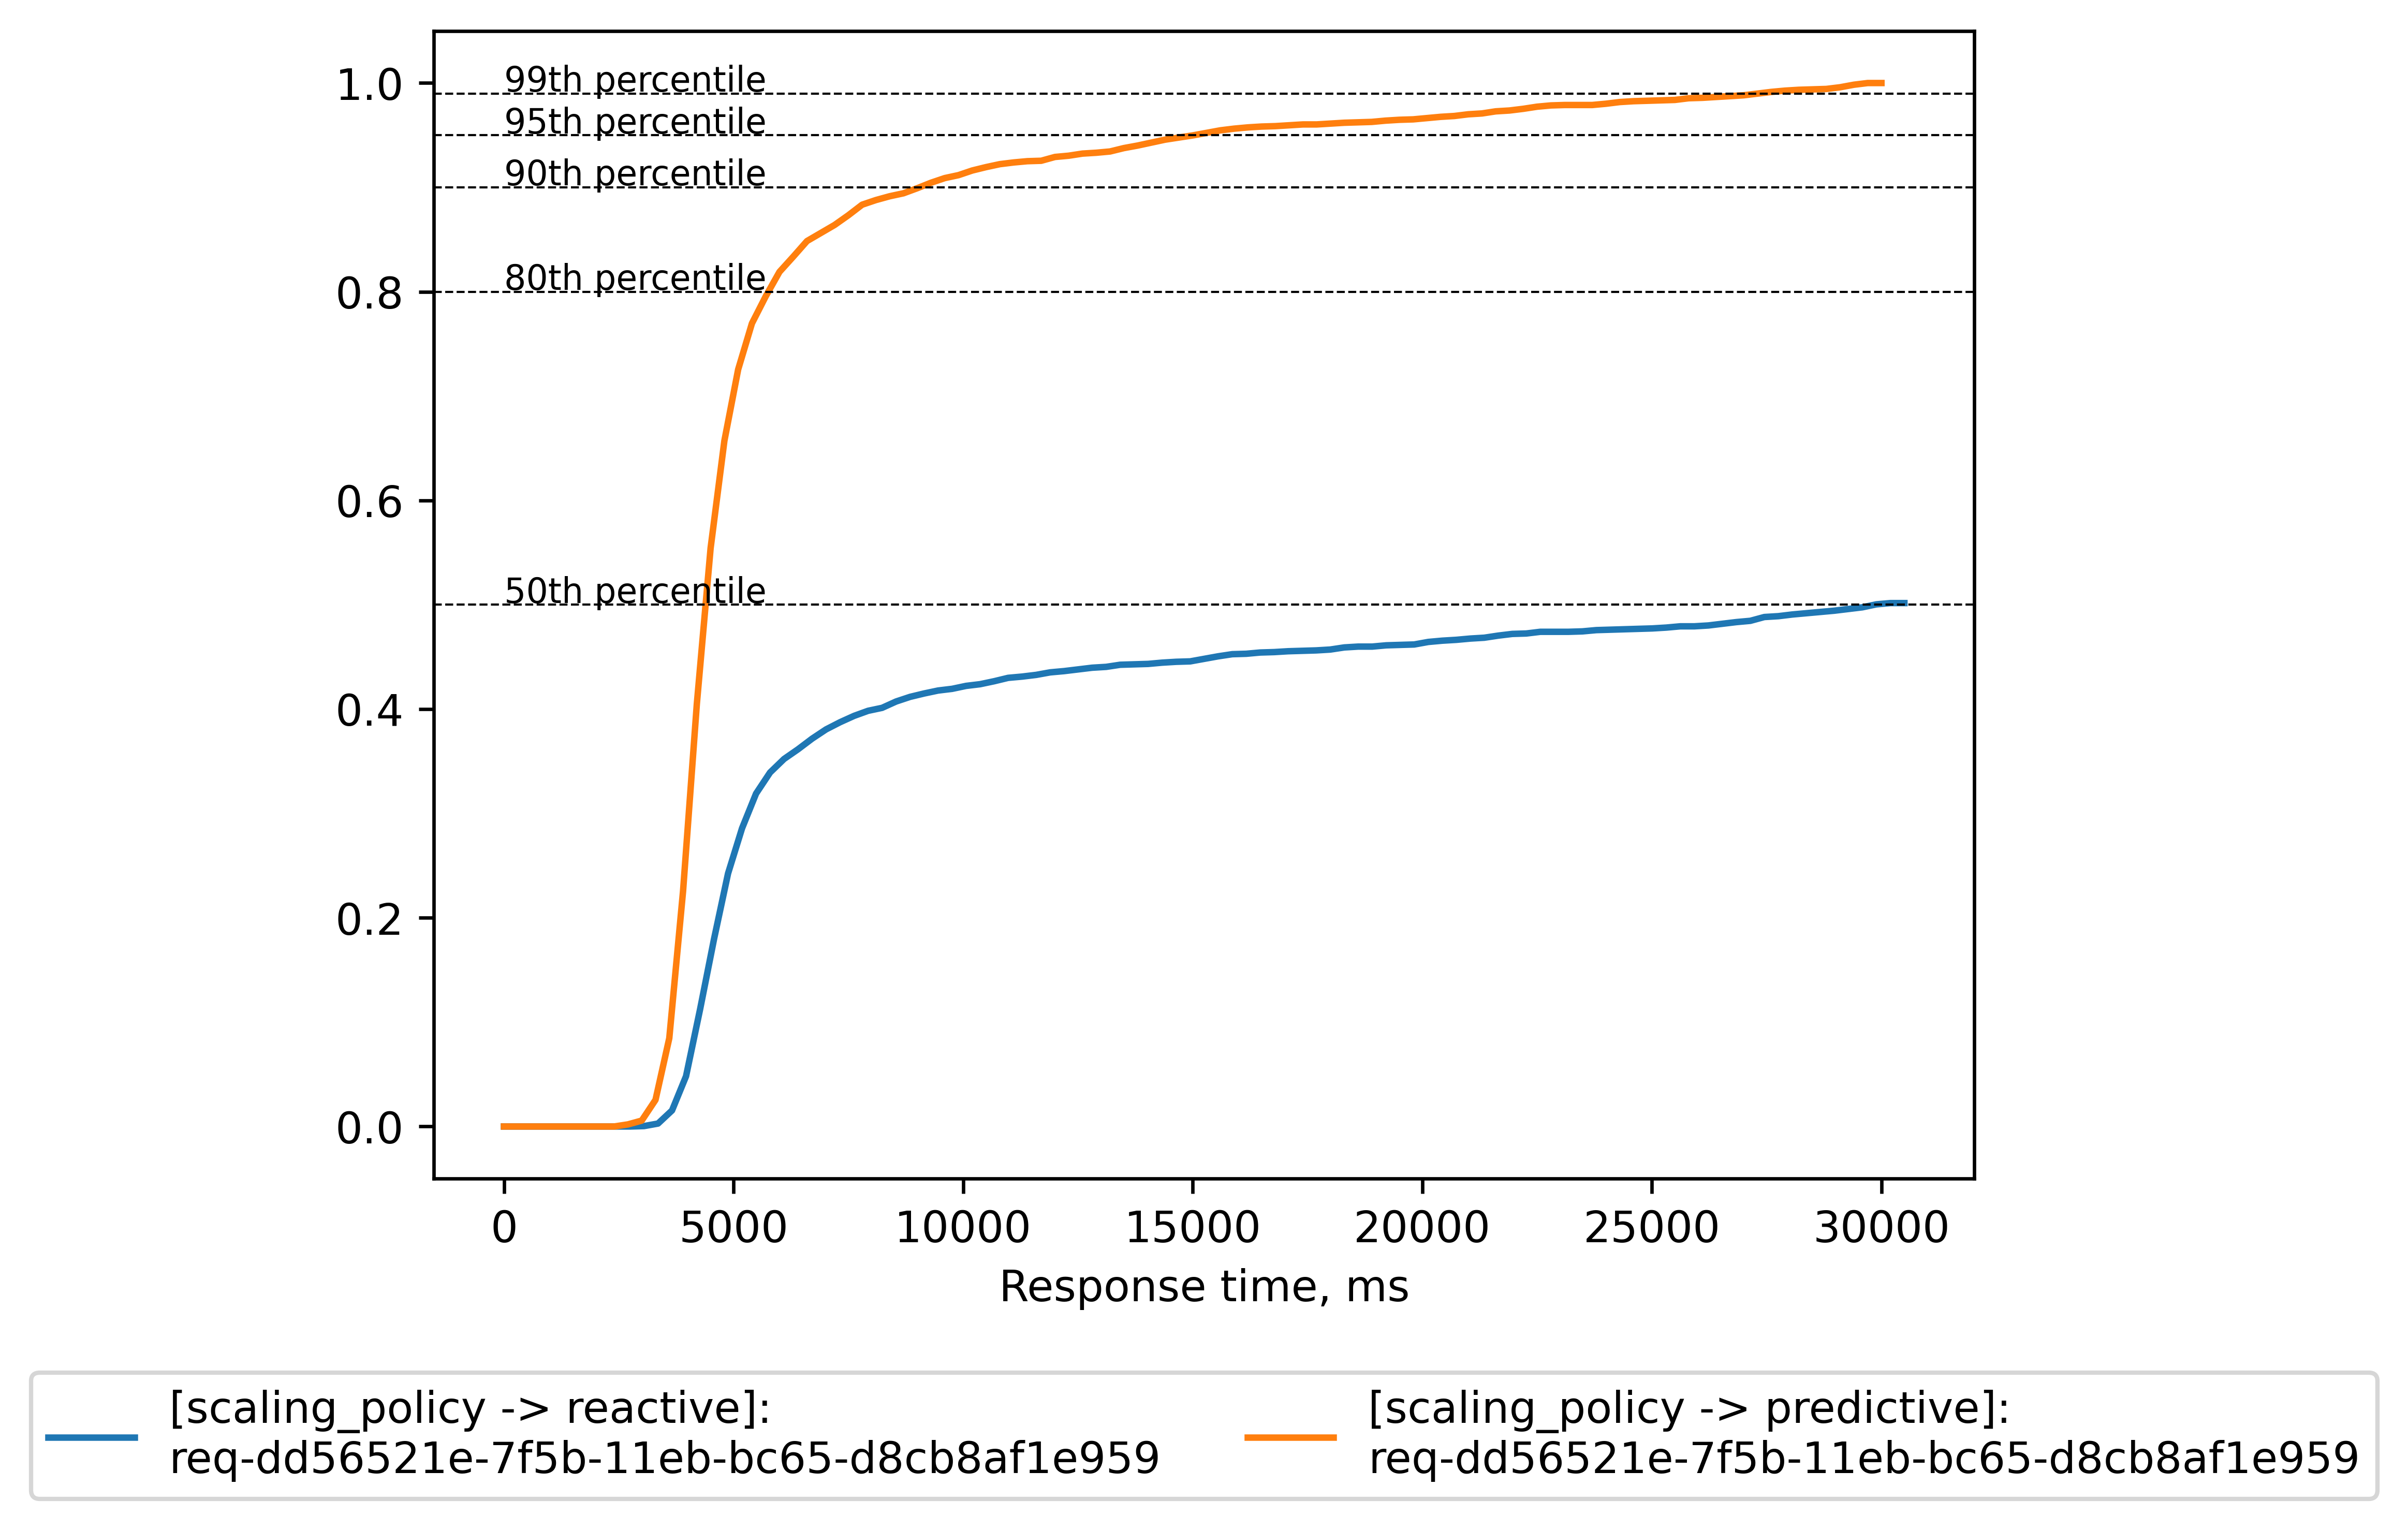 1.0
99th percentile
95th percentile
90th percentile
0.8
80th percentile
0.6
50th percentile
0.4
0.2
0.0
0 5000 10000 15000 20000 25000 30000
Response time, ms
[scaling_policy -> reactive]:
req-dd56521e-7f5b-11eb-bc65-d8cb8af1e959
[scaling_policy -> predictive]:
req-dd56521e-7f5b-11eb-bc65-d8cb8af1e959